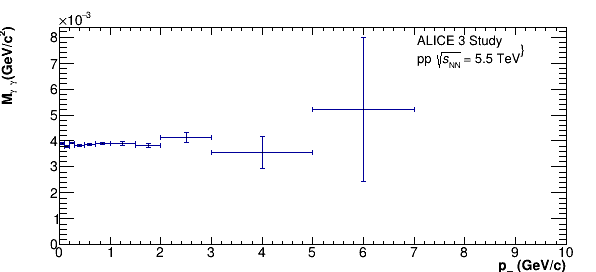 ×10⁻³
M_γ γ (GeV/c²)
ALICE 3 Study
pp √s_NN = 5.5 TeV}
8
7
6
5
4
3
2
1
0
0 1 2 3 4 5 6 7 8 9 10
p_ (GeV/c)